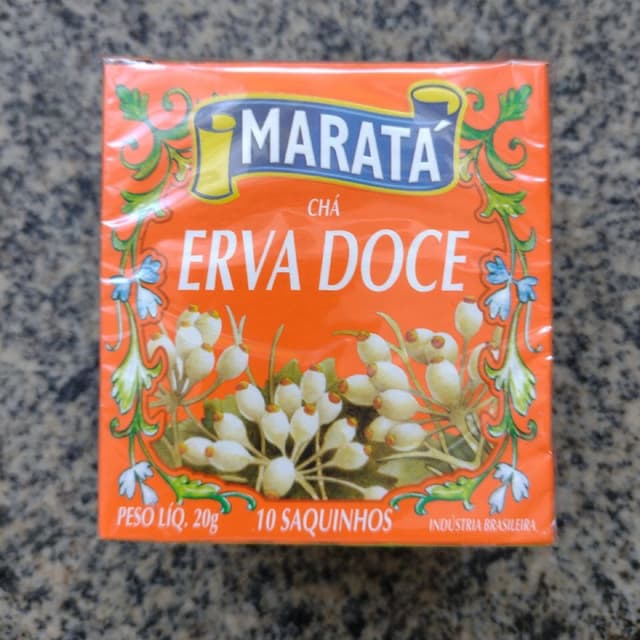 MARATÁ
CHÁ
ERVA DOCE
PESO LÍQ. 20g 10 SAQUINHOS INDÚSTRIA BRASILEIRA